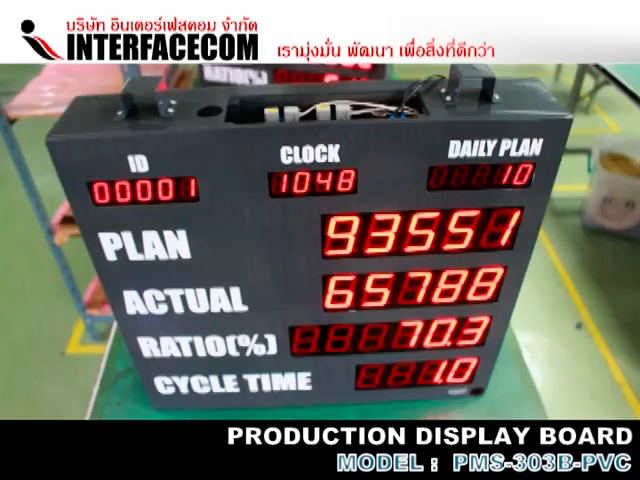 บริษัท อินเตอร์เฟสคอม จำกัด
INTERFACECOM
เรามุ่งมั่น พัฒนา เพื่อสิ่งที่ดีกว่า
RATIO(%)
ID
CLOCK
DAILY PLAN
00001
1048
10
PLAN
93551
ACTUAL
65788
RATIO(%)
70.3
CYCLE TIME
1.0
PRODUCTION DISPLAY BOARD
MODEL : PMS-303B-PVC